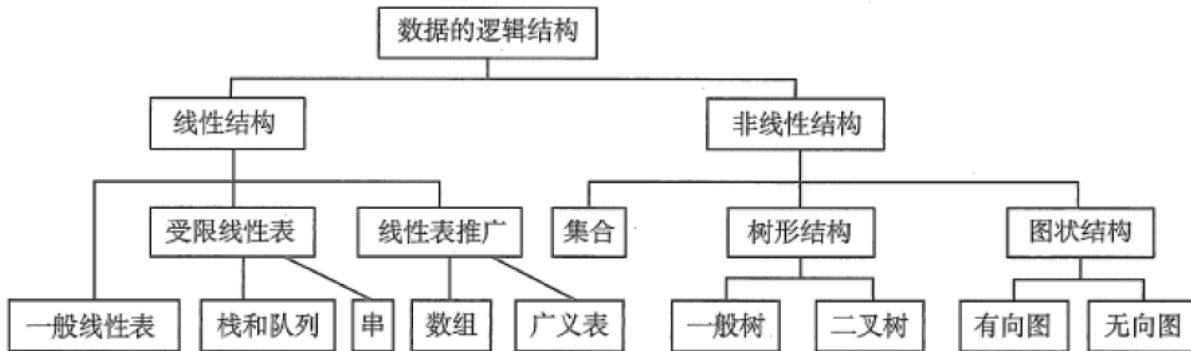 数据的逻辑结构
线性结构
非线性结构
受限线性表
线性表推广
集合
树形结构
图状结构
一般线性表
栈和队列
串
数组
广义表
一般树
二叉树
有向图
无向图